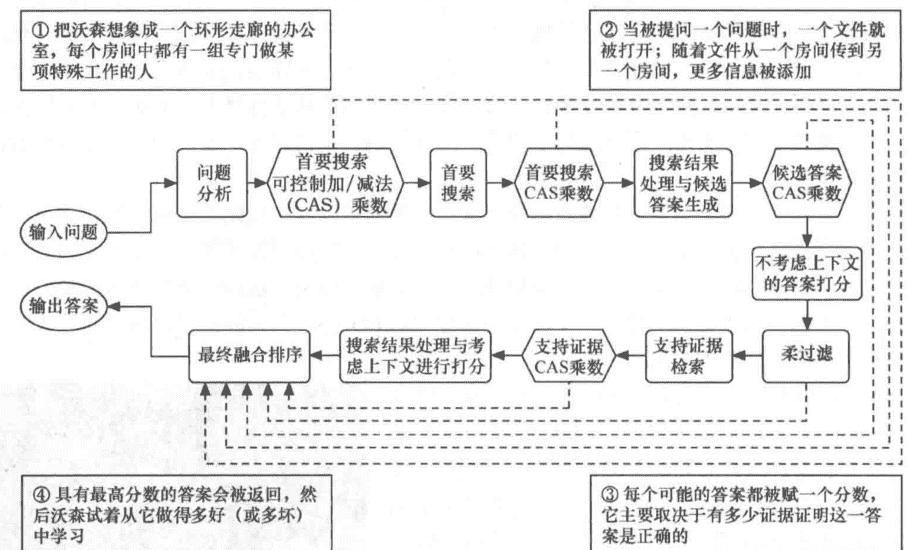 ① 把沃森想象成一个环形走廊的办公
室，每个房间中都有一组专门做某
项特殊工作的人
② 当被提问一个问题时，一个文件就
被打开；随着文件从一个房间传到另
一个房间，更多信息被添加
输入问题
问题
分析
首要搜索
可控制加/减法
（CAS）乘数
首要
搜索
首要搜索
CAS乘数
搜索结果
处理与候选
答案生成
候选答案
CAS乘数
不考虑上下文
的答案打分
柔过滤
支持证据
检索
支持证据
CAS乘数
搜索结果处理与考
虑上下文进行打分
最终融合排序
输出答案
④ 具有最高分数的答案会被返回，然
后沃森试着从它做得多好（或多坏）
中学习
③ 每个可能的答案都被赋一个分数，
它主要取决于有多少证据证明这一答
案是正确的